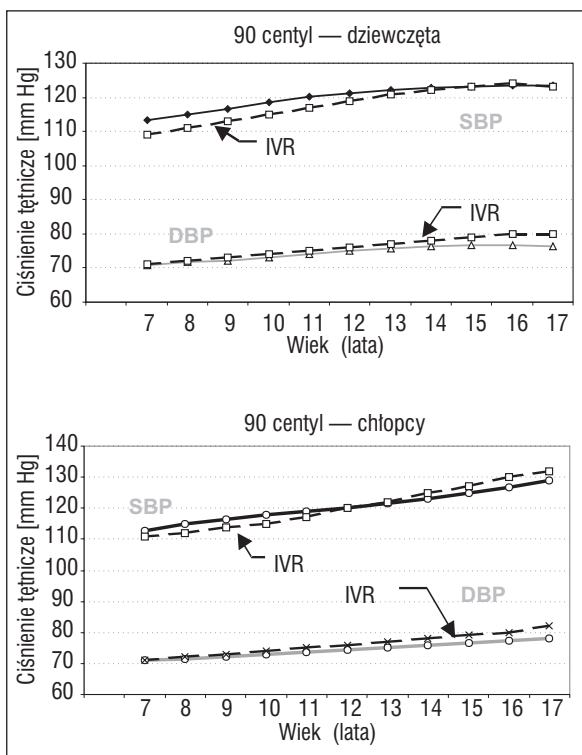 90 centyl — dziewczęta
Ciśnienie tętnicze [mm Hg]
130
120
110
100
90
80
70
60
SBP
IVR
IVR
DBP
7 8 9 10 11 12 13 14 15 16 17
Wiek (lata)
90 centyl — chłopcy
Ciśnienie tętnicze [mm Hg]
140
130
120
110
100
90
80
70
60
SBP
IVR
IVR
DBP
7 8 9 10 11 12 13 14 15 16 17
Wiek (lata)